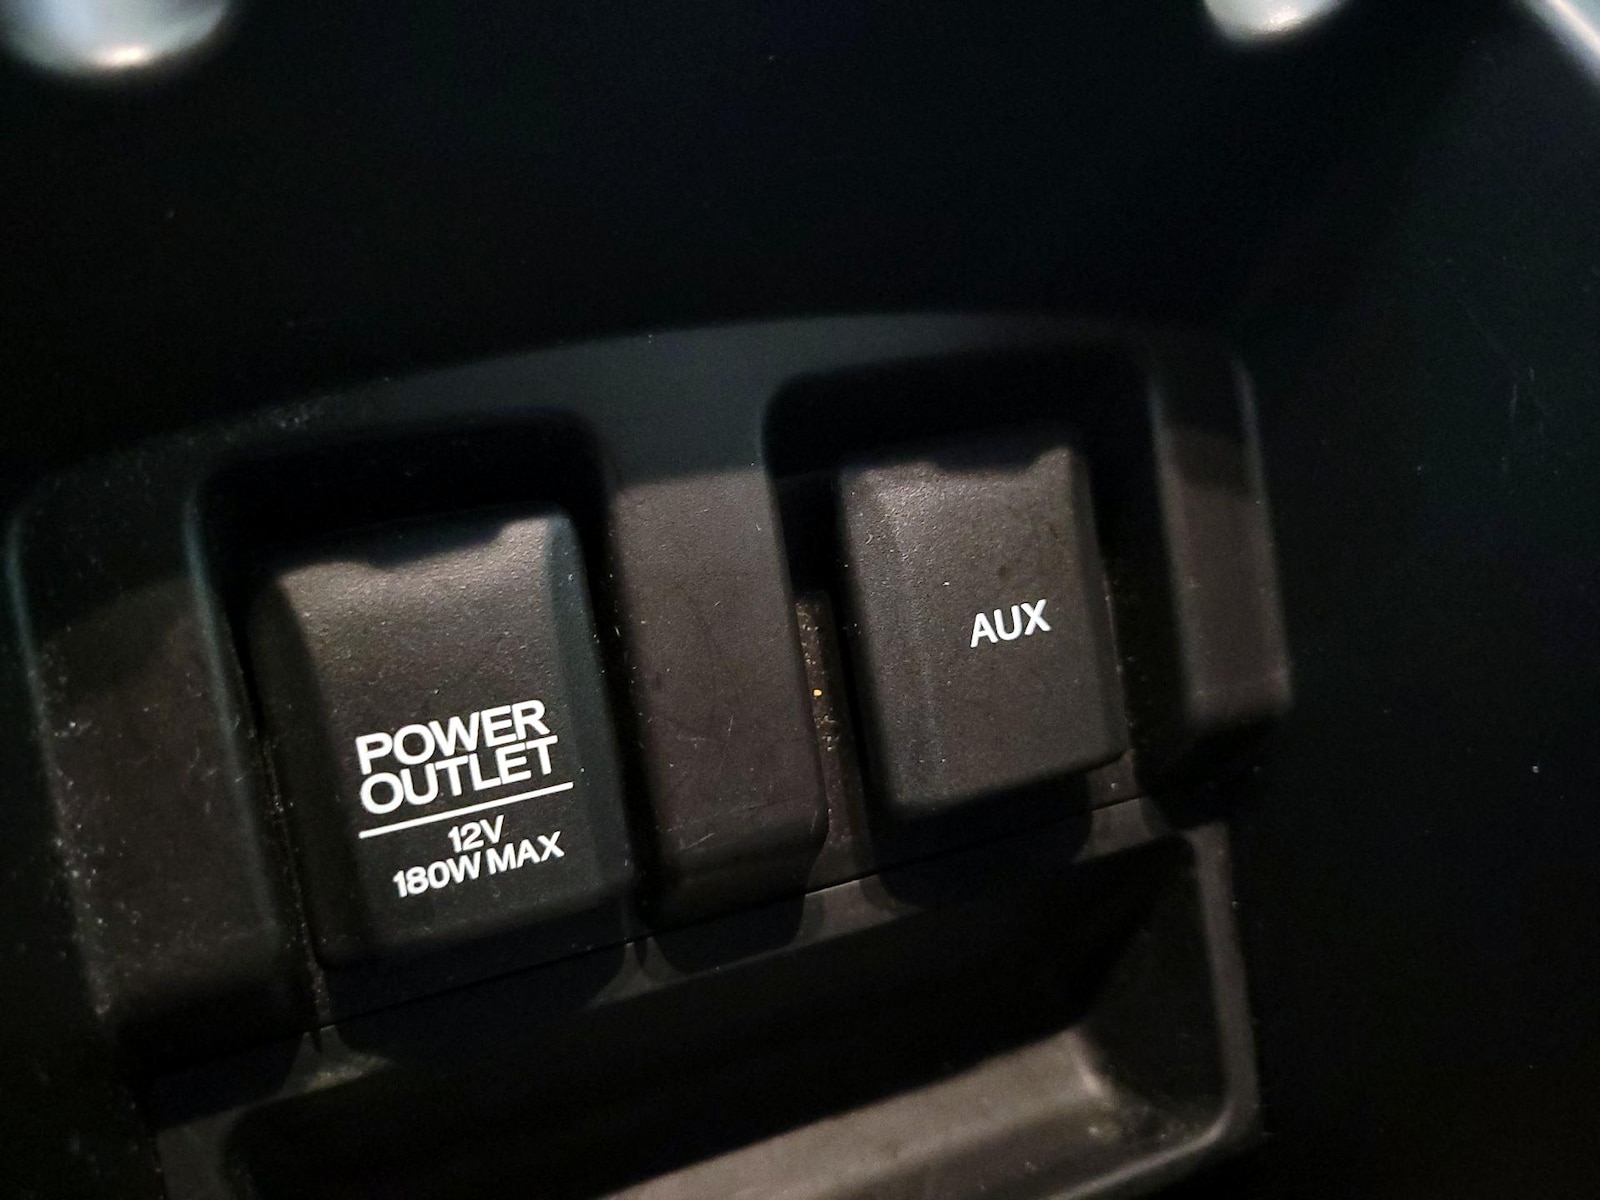 POWER
OUTLET
12V
180W MAX
AUX